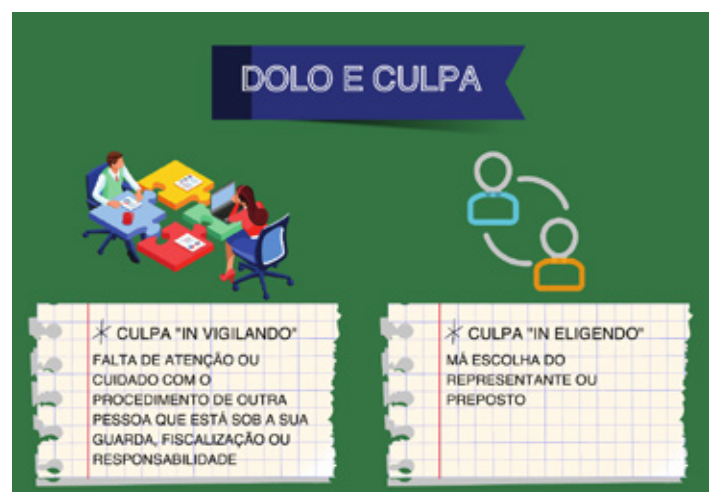 DOLO E CULPA
CULPA "IN VIGILANDO"
FALTA DE ATENÇÃO OU
CUIDADO COM O
PROCEDIMENTO DE OUTRA
PESSOA QUE ESTÁ SOB A SUA
GUARDA, FISCALIZAÇÃO OU
RESPONSABILIDADE
CULPA "IN ELIGENDO"
MÁ ESCOLHA DO
REPRESENTANTE OU
PREPOSTO